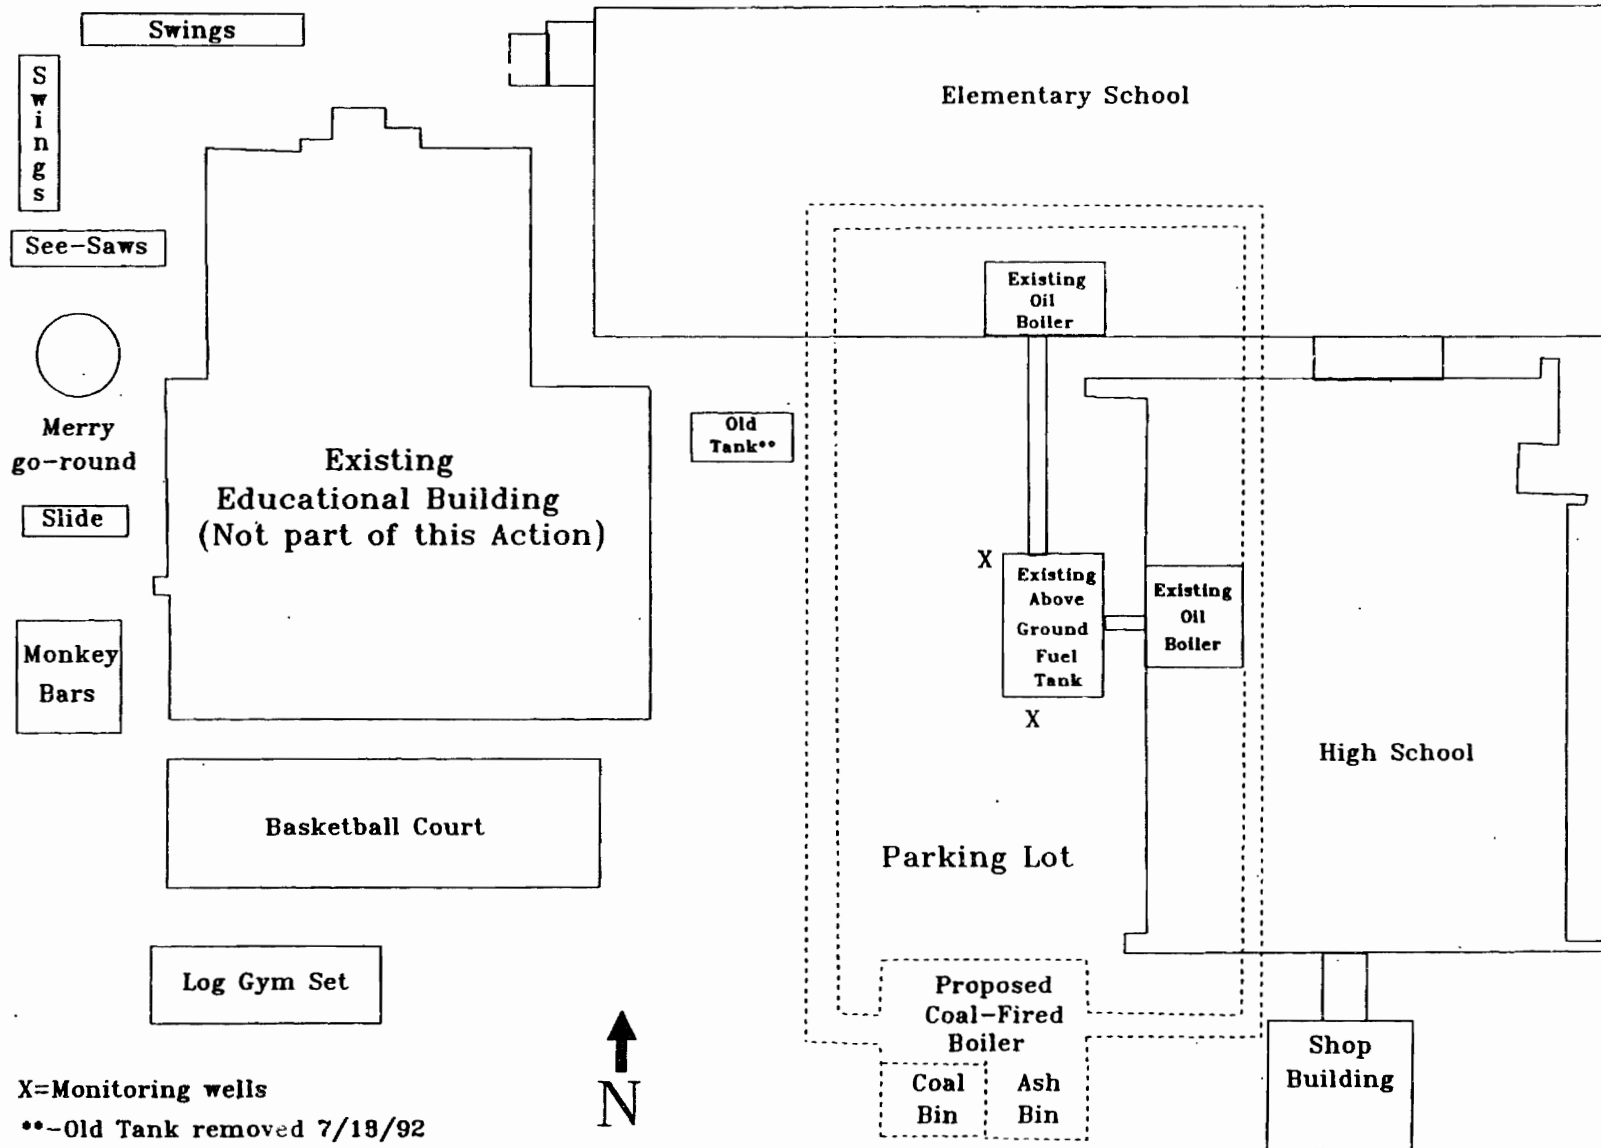 Swings
Elementary School
Swings
See-Saws
Existing
Oil
Boiler
Merry
go-round
Old
Tank**
Existing
Educational Building
(Not part of this Action)
Slide
X
Existing
Above
Ground
Fuel
Tank
Existing
Oil
Boiler
Monkey
Bars
X
High School
Basketball Court
Parking Lot
Log Gym Set
Proposed
Coal-Fired
Boiler
Coal
Bin
Ash
Bin
Shop
Building
N
X=Monitoring wells
**-Old Tank removed 7/18/92